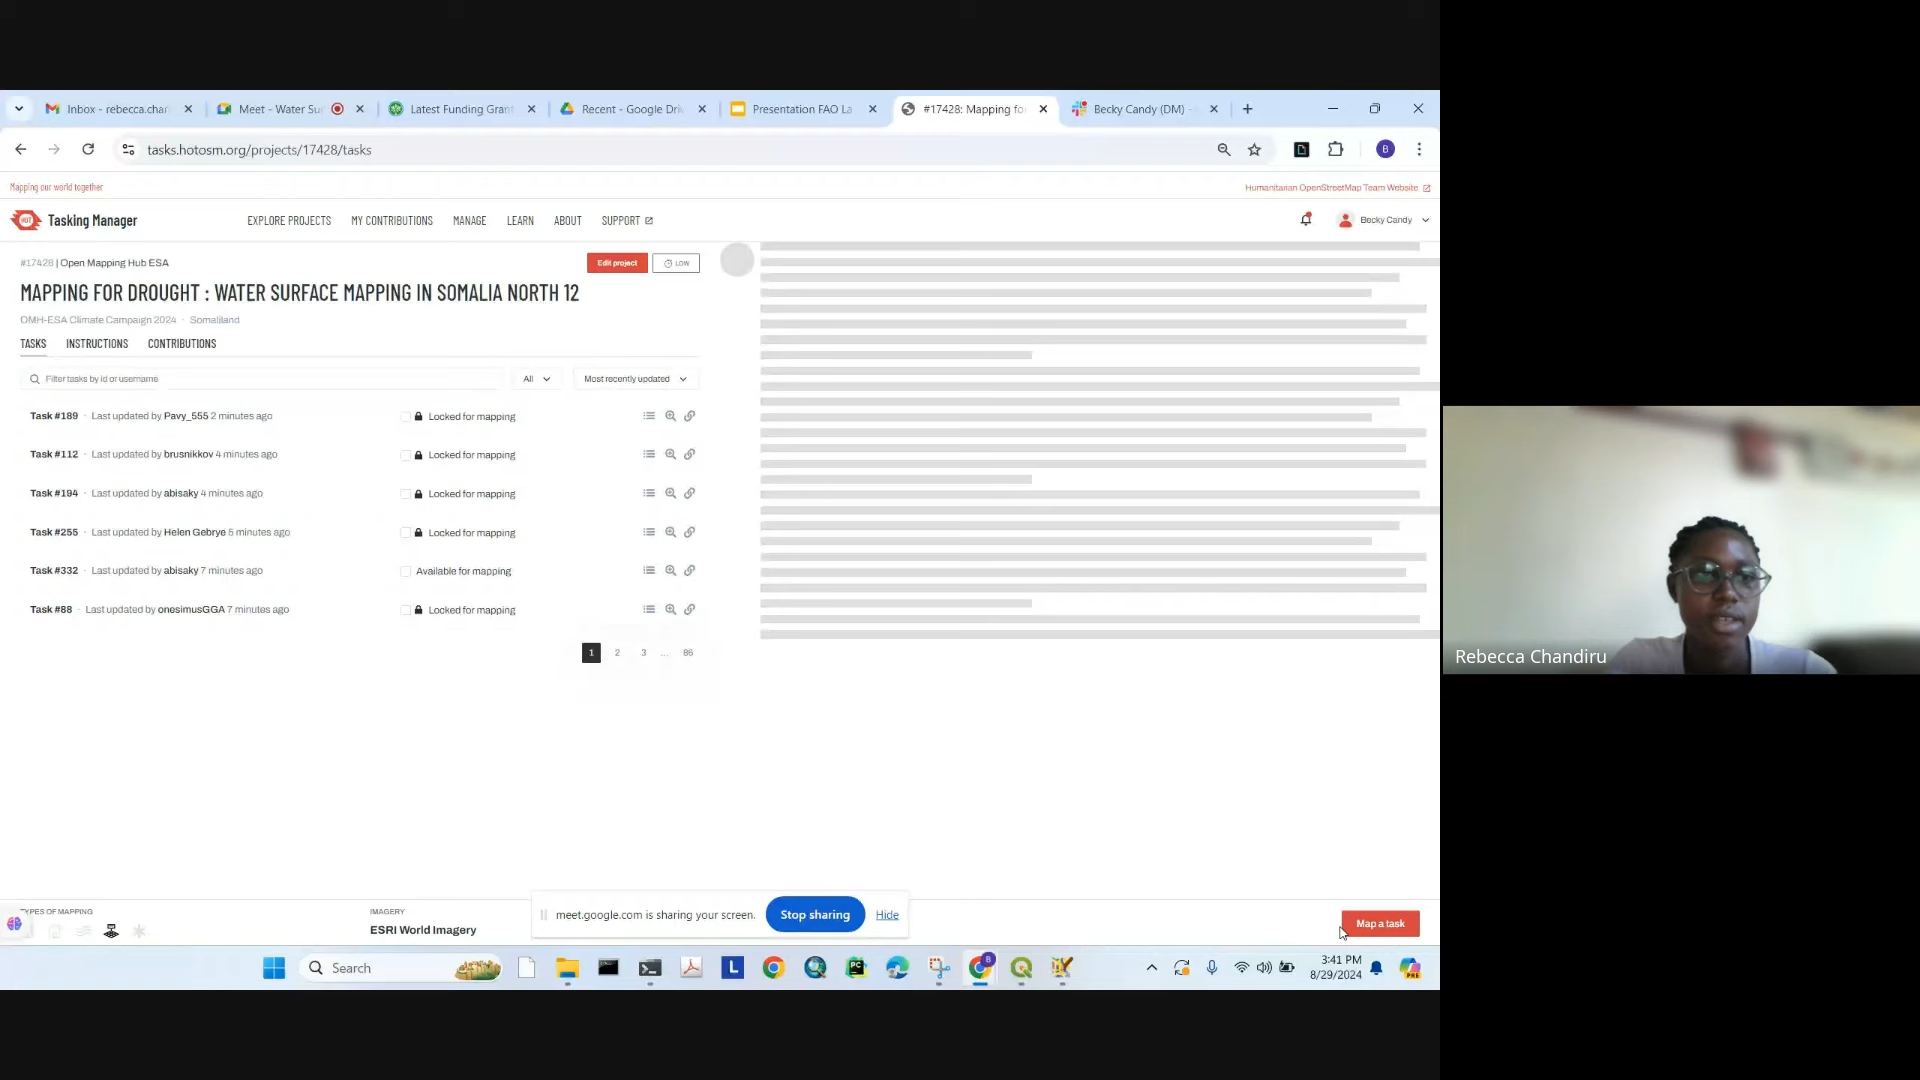 Inbox - rebecca.char
Meet - Water Su
Latest Funding Grant
Recent - Google Dri
Presentation FAO La
#17428: Mapping fo
Becky Candy (DM) -
tasks.hotosm.org/projects/17428/tasks
B
Mapping our world together
Humanitarian OpenStreetMap Team Website
HOT
Tasking Manager
EXPLORE PROJECTS
MY CONTRIBUTIONS
MANAGE
LEARN
ABOUT
SUPPORT
Becky Candy
#17428 | Open Mapping Hub ESA
Edit project
LOW
MAPPING FOR DROUGHT : WATER SURFACE MAPPING IN SOMALIA NORTH 12
OMH-ESA Climate Campaign 2024 · Somaliland
TASKS
INSTRUCTIONS
CONTRIBUTIONS
Filter tasks by id or username
All
Most recently updated
Task #189 · Last updated by Pavy_555 2 minutes ago
Locked for mapping
Task #112 · Last updated by brusnikkov 4 minutes ago
Locked for mapping
Task #194 · Last updated by abisaky 4 minutes ago
Locked for mapping
Task #255 · Last updated by Helen Gebrye 5 minutes ago
Locked for mapping
Task #332 · Last updated by abisaky 7 minutes ago
Available for mapping
Task #88 · Last updated by onesimusGGA 7 minutes ago
Locked for mapping
1 2 3 ... 86
Rebecca Chandiru
YPES OF MAPPING
IMAGERY
ESRI World Imagery
meet.google.com is sharing your screen.
Stop sharing
Hide
Map a task
Search
L
PC
B
3:41 PM
8/29/2024
PRE